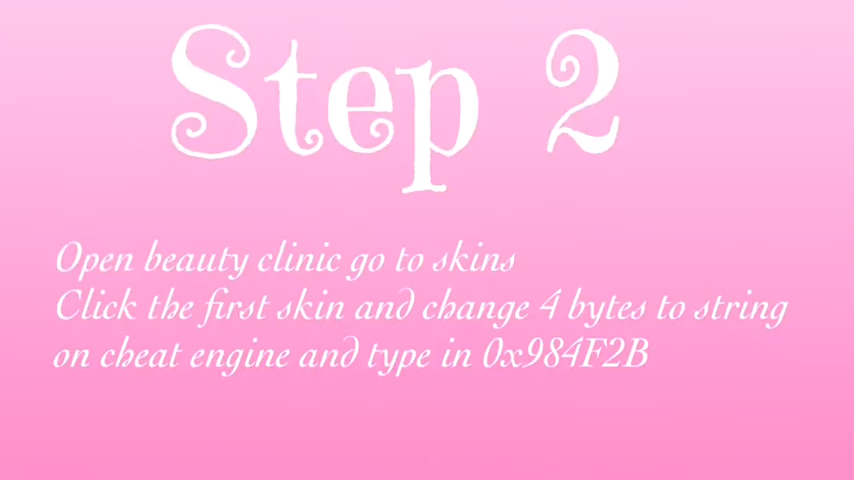 Step 2
Open beauty clinic go to skins
Click the first skin and change 4 bytes to string
on cheat engine and type in 0x984F2B